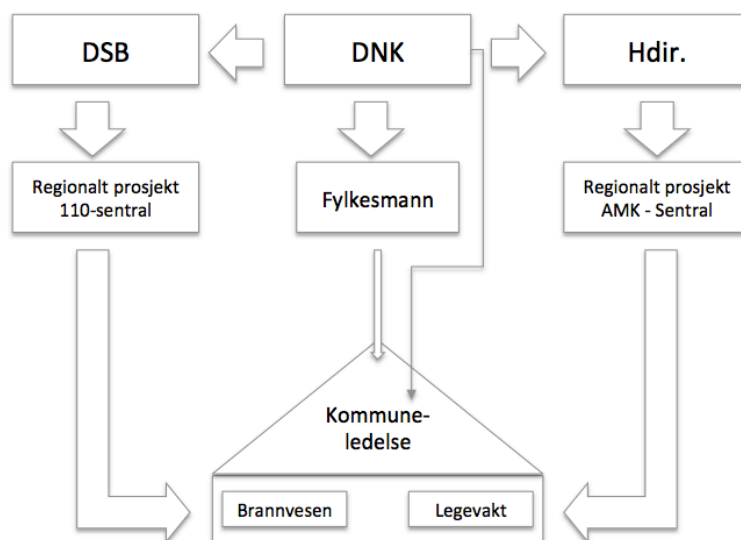 DSB
DNK
Hdir.
Regionalt prosjekt
110-sentral
Fylkesmann
Regionalt prosjekt
AMK - Sentral
Kommune-
ledelse
Brannvesen
Legevakt